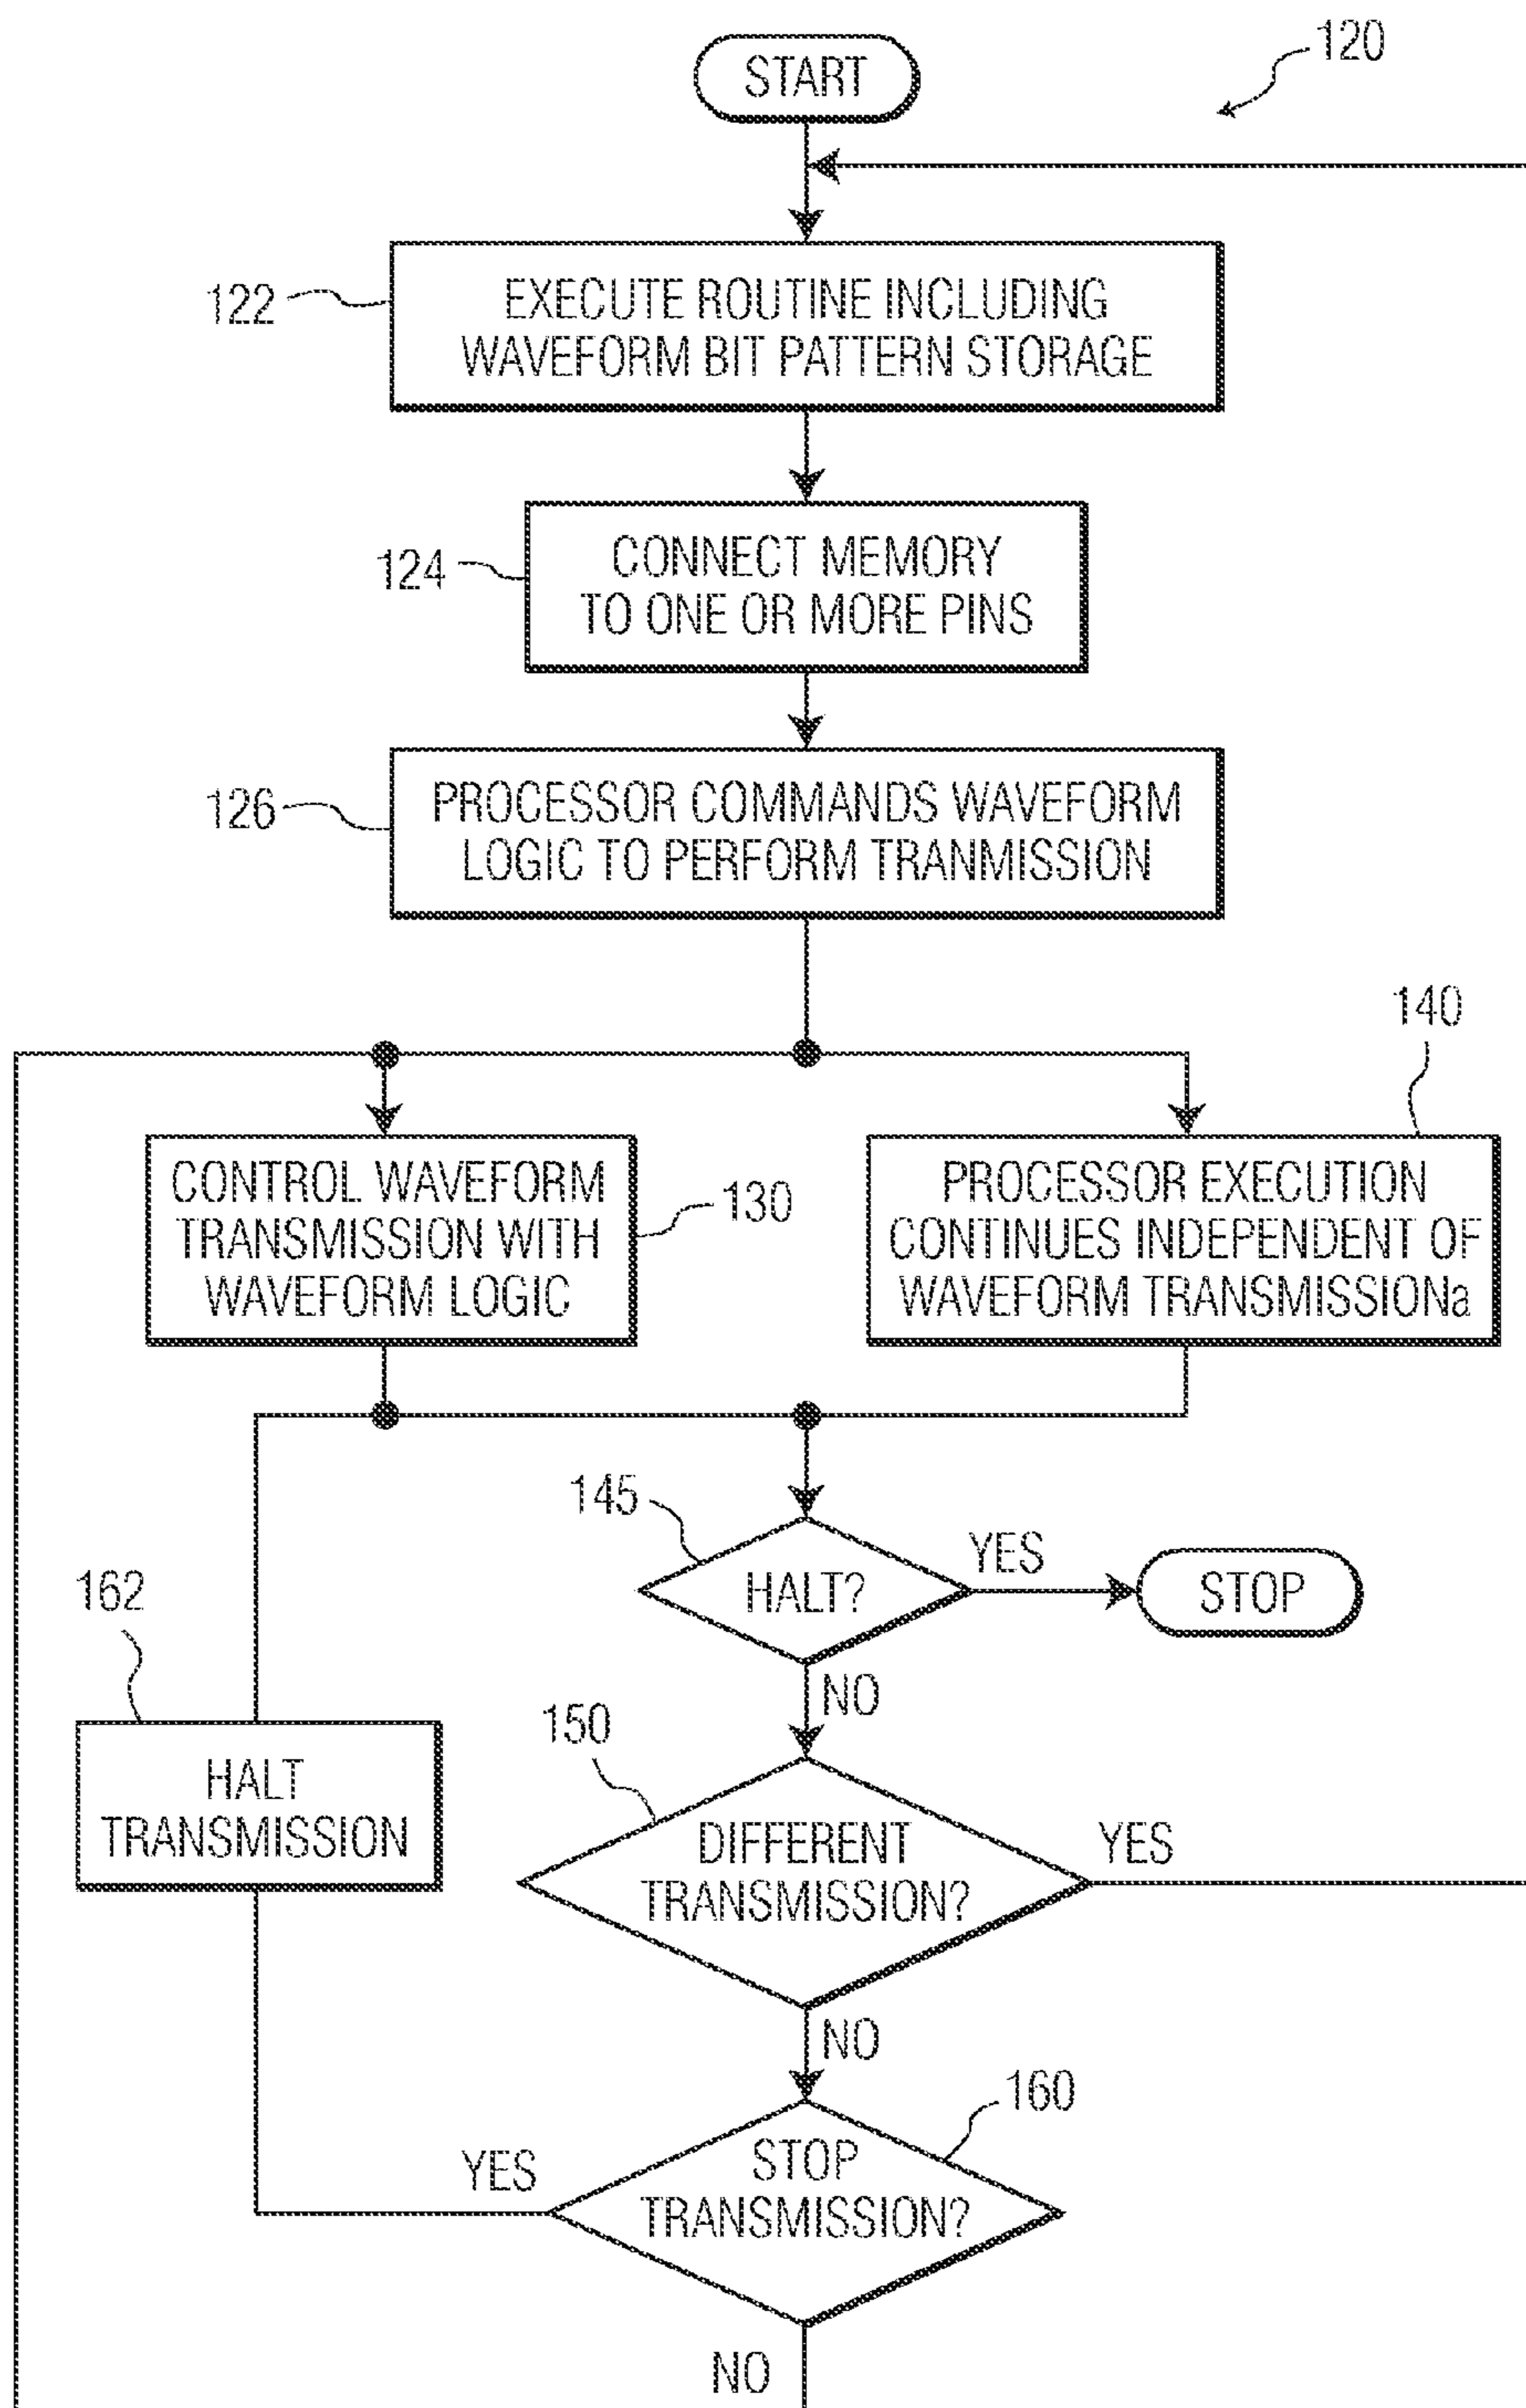 START
120
122
EXECUTE ROUTINE INCLUDING
WAVEFORM BIT PATTERN STORAGE
124
CONNECT MEMORY
TO ONE OR MORE PINS
126
PROCESSOR COMMANDS WAVEFORM
LOGIC TO PERFORM TRANMISSION
140
CONTROL WAVEFORM
TRANSMISSION WITH
WAVEFORM LOGIC
130
PROCESSOR EXECUTION
CONTINUES INDEPENDENT OF
WAVEFORM TRANSMISSIONa
145
HALT?
YES
STOP
NO
162
HALT
TRANSMISSION
150
DIFFERENT
TRANSMISSION?
YES
NO
160
STOP
TRANSMISSION?
YES
NO